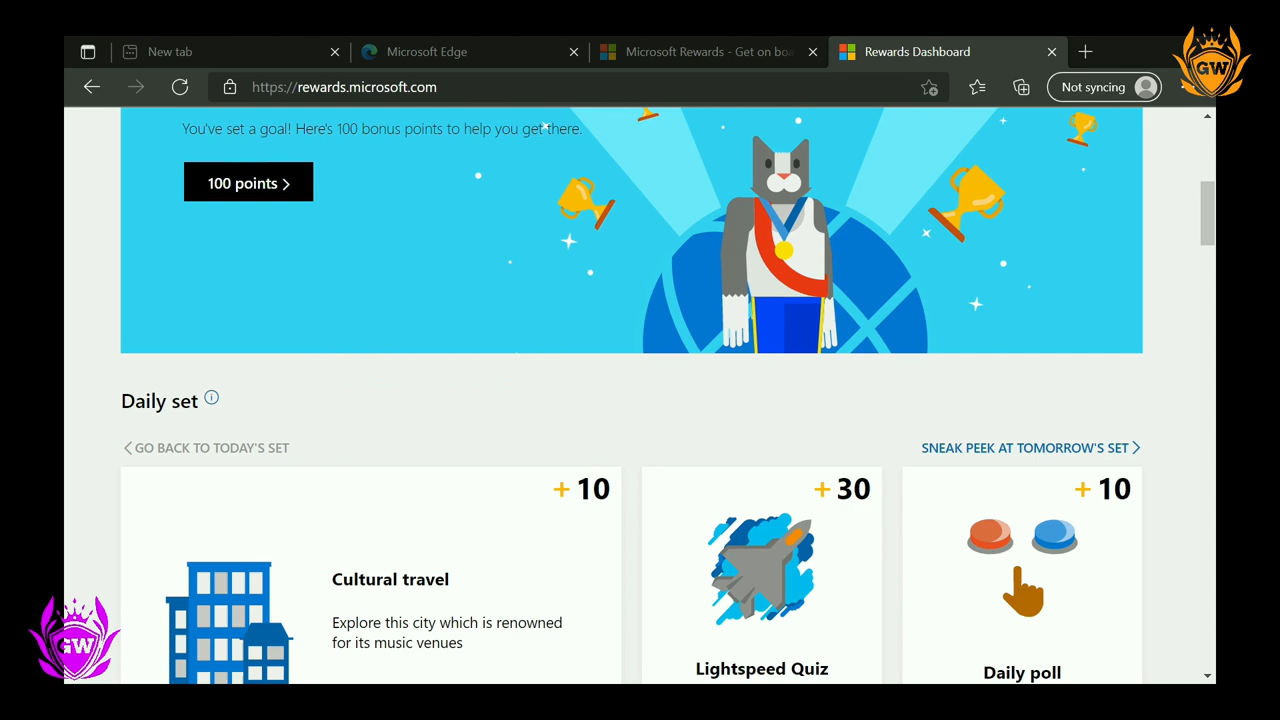 GW
New tab
Microsoft Edge
Microsoft Rewards - Get on boa
Rewards Dashboard
https://rewards.microsoft.com
Not syncing
You've set a goal! Here's 100 bonus points to help you get there.
100 points
Daily set
GO BACK TO TODAY'S SET
SNEAK PEEK AT TOMORROW'S SET
+10
+30
+10
Cultural travel
Explore this city which is renowned
for its music venues
Lightspeed Quiz
Daily poll
GW